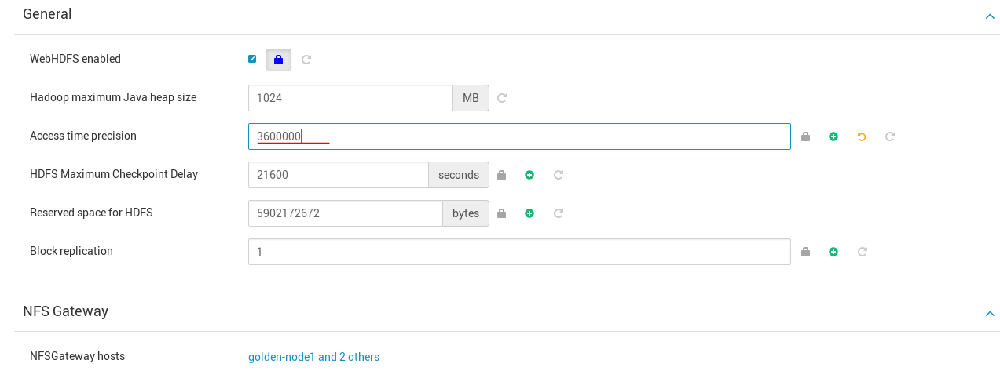 General
WebHDFS enabled
Hadoop maximum Java heap size 1024 MB
Access time precision 3600000
HDFS Maximum Checkpoint Delay 21600 seconds
Reserved space for HDFS 5902172672 bytes
Block replication 1
NFS Gateway
NFSGateway hosts golden-node1 and 2 others